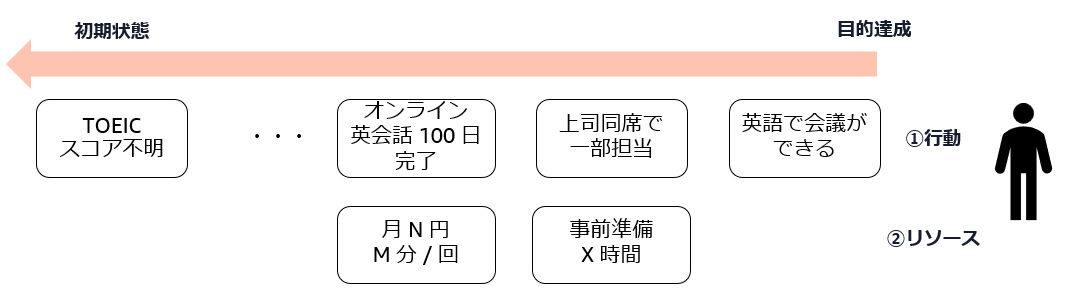 初期状態
目的達成
TOEIC
スコア不明
・・・
オンライン
英会話 100 日
完了
上司同席で
一部担当
英語で会議が
できる
①行動
月 N 円
M 分 / 回
事前準備
X 時間
②リソース